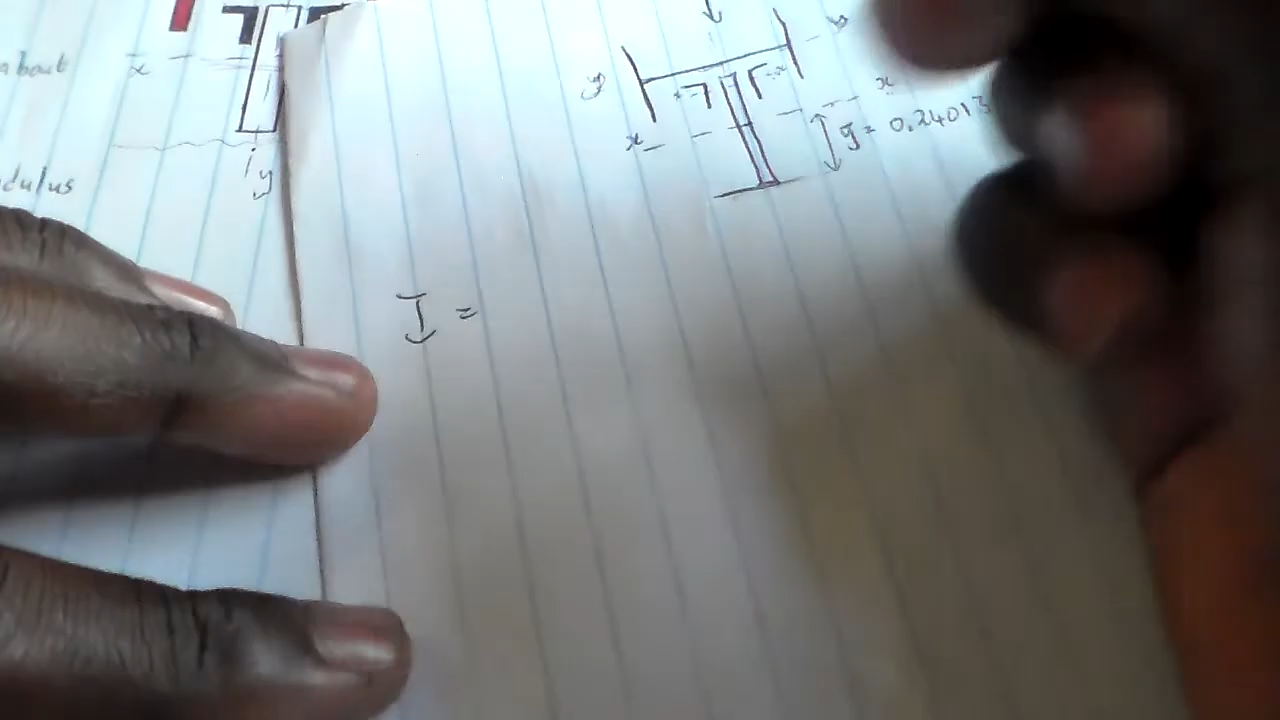 about
x
y
dulus
y
y
x
x
ȳ = 0.24013
I =